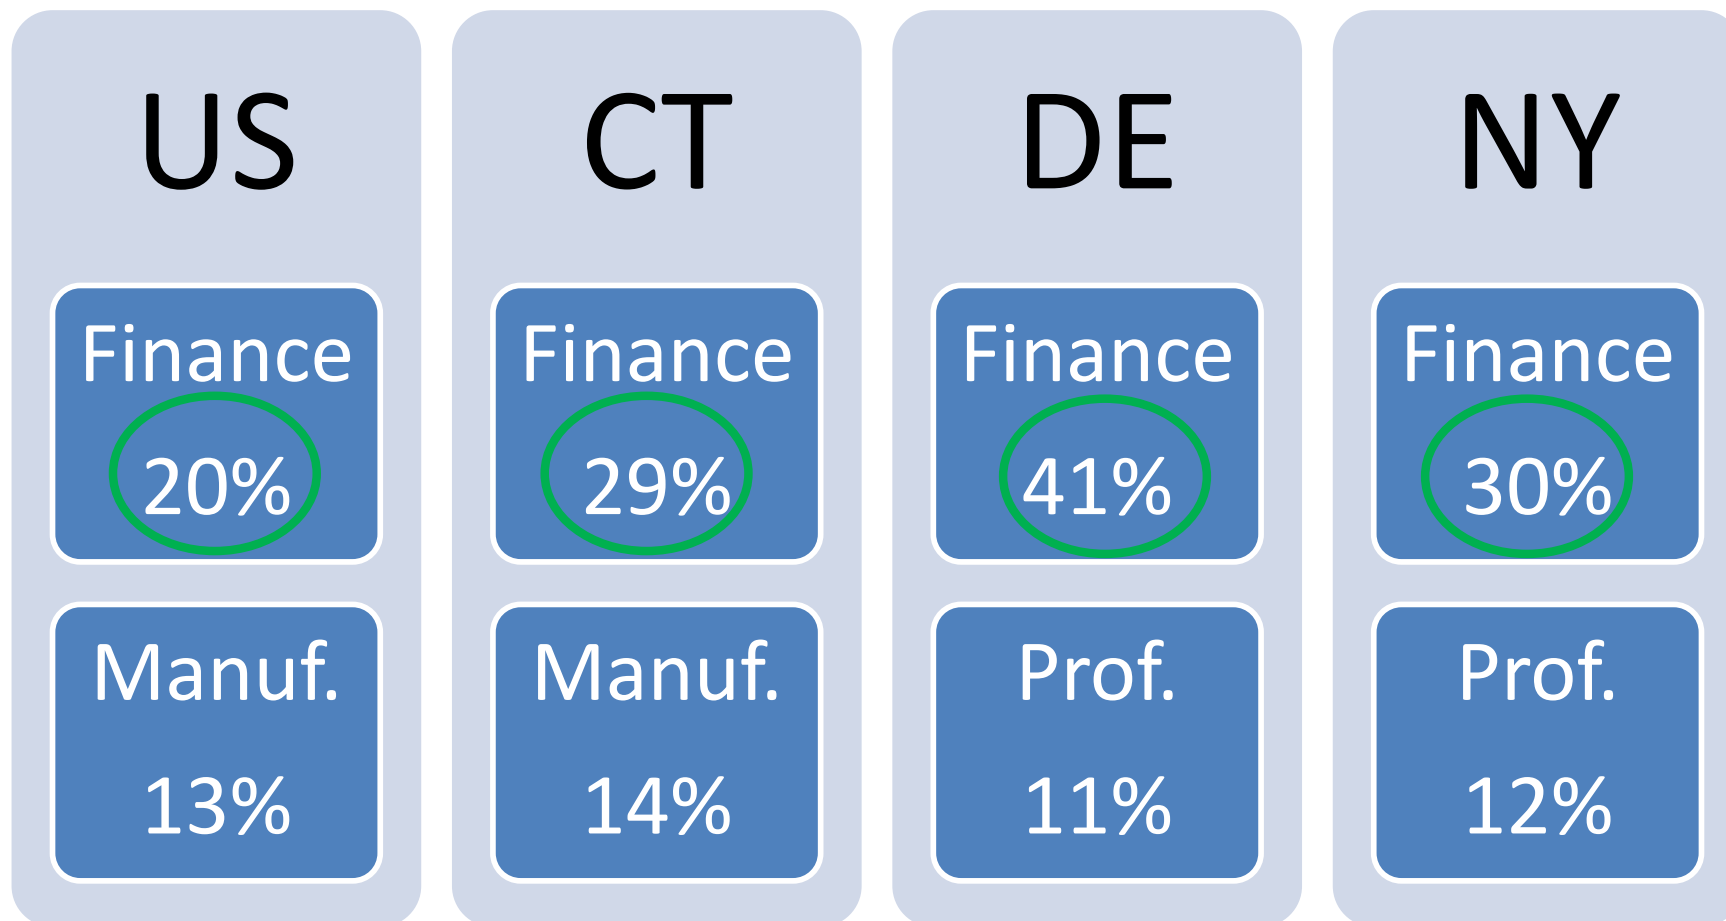 US
Finance
20%
Manuf.
13%
CT
Finance
29%
Manuf.
14%
DE
Finance
41%
Prof.
11%
NY
Finance
30%
Prof.
12%